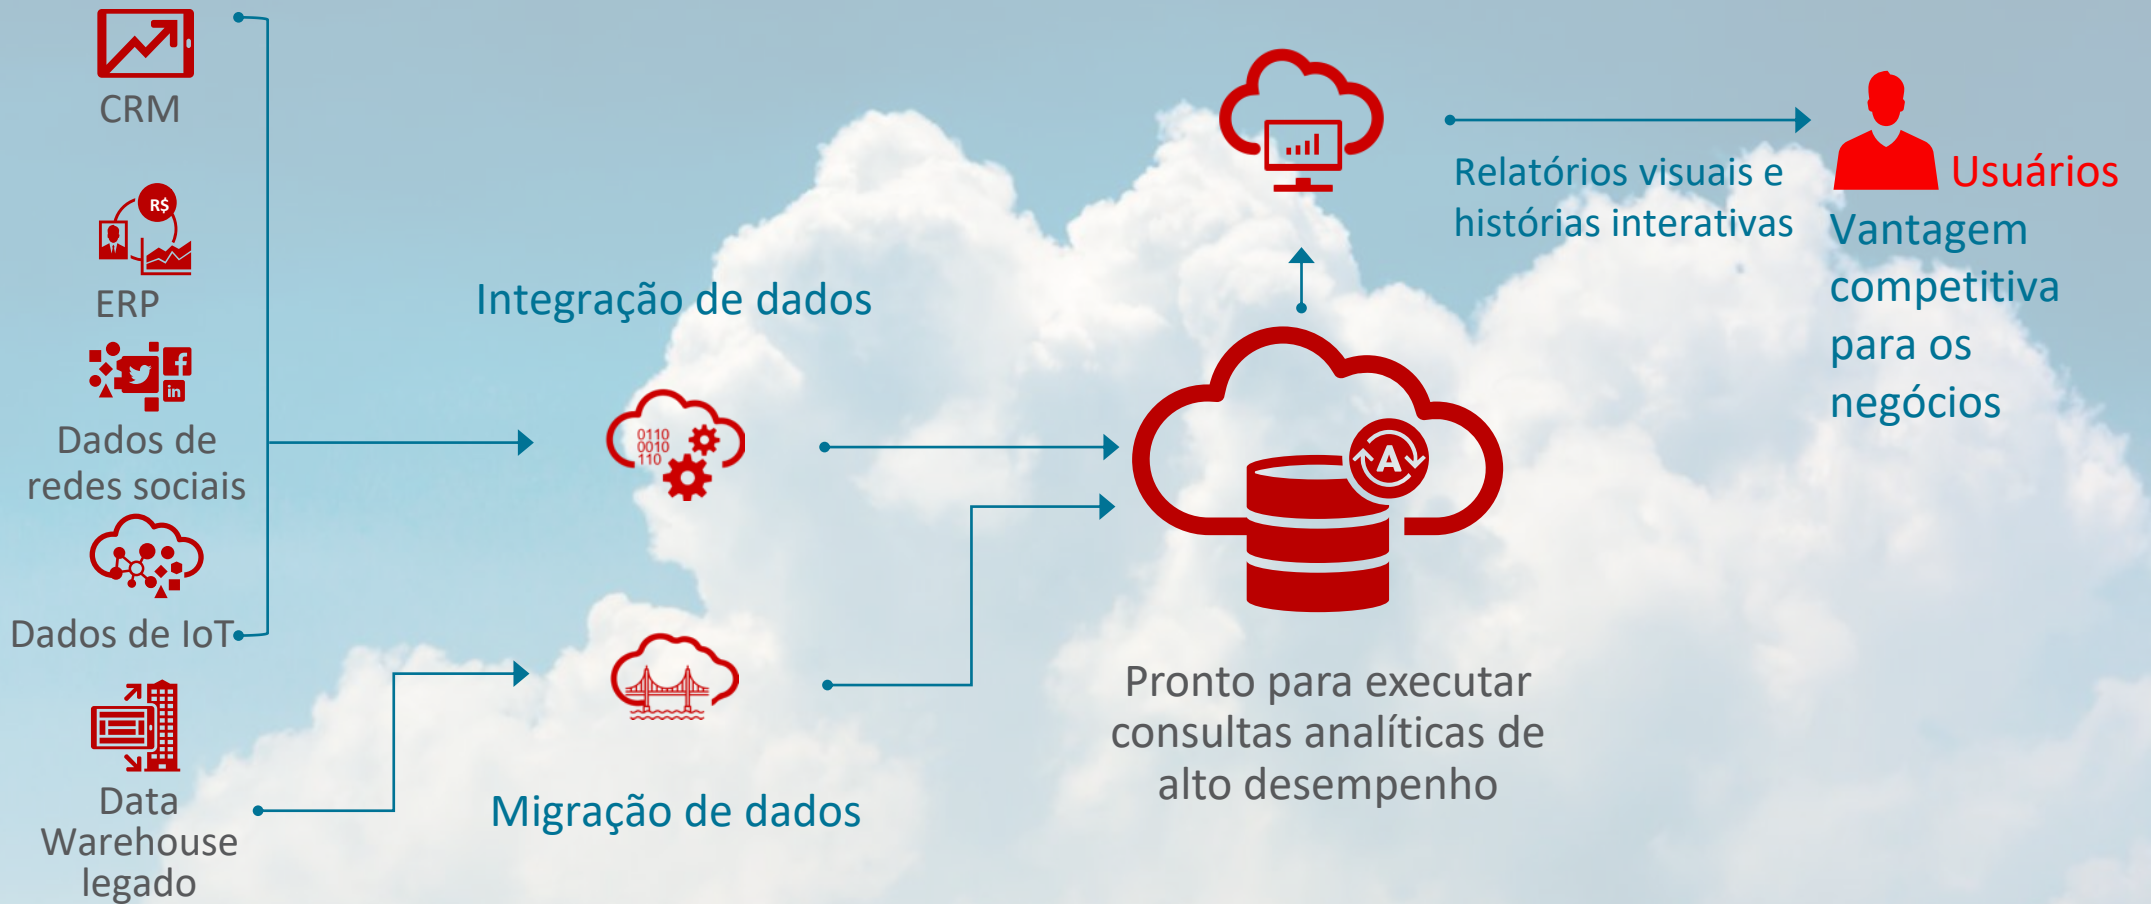 CRM
R$
ERP
f
in
Dados de
redes sociais
Dados de IoT
Data
Warehouse
legado
Integração de dados
0110
0010
110
Migração de dados
A
Pronto para executar
consultas analíticas de
alto desempenho
Relatórios visuais e
histórias interativas
Usuários
Vantagem
competitiva
para os
negócios